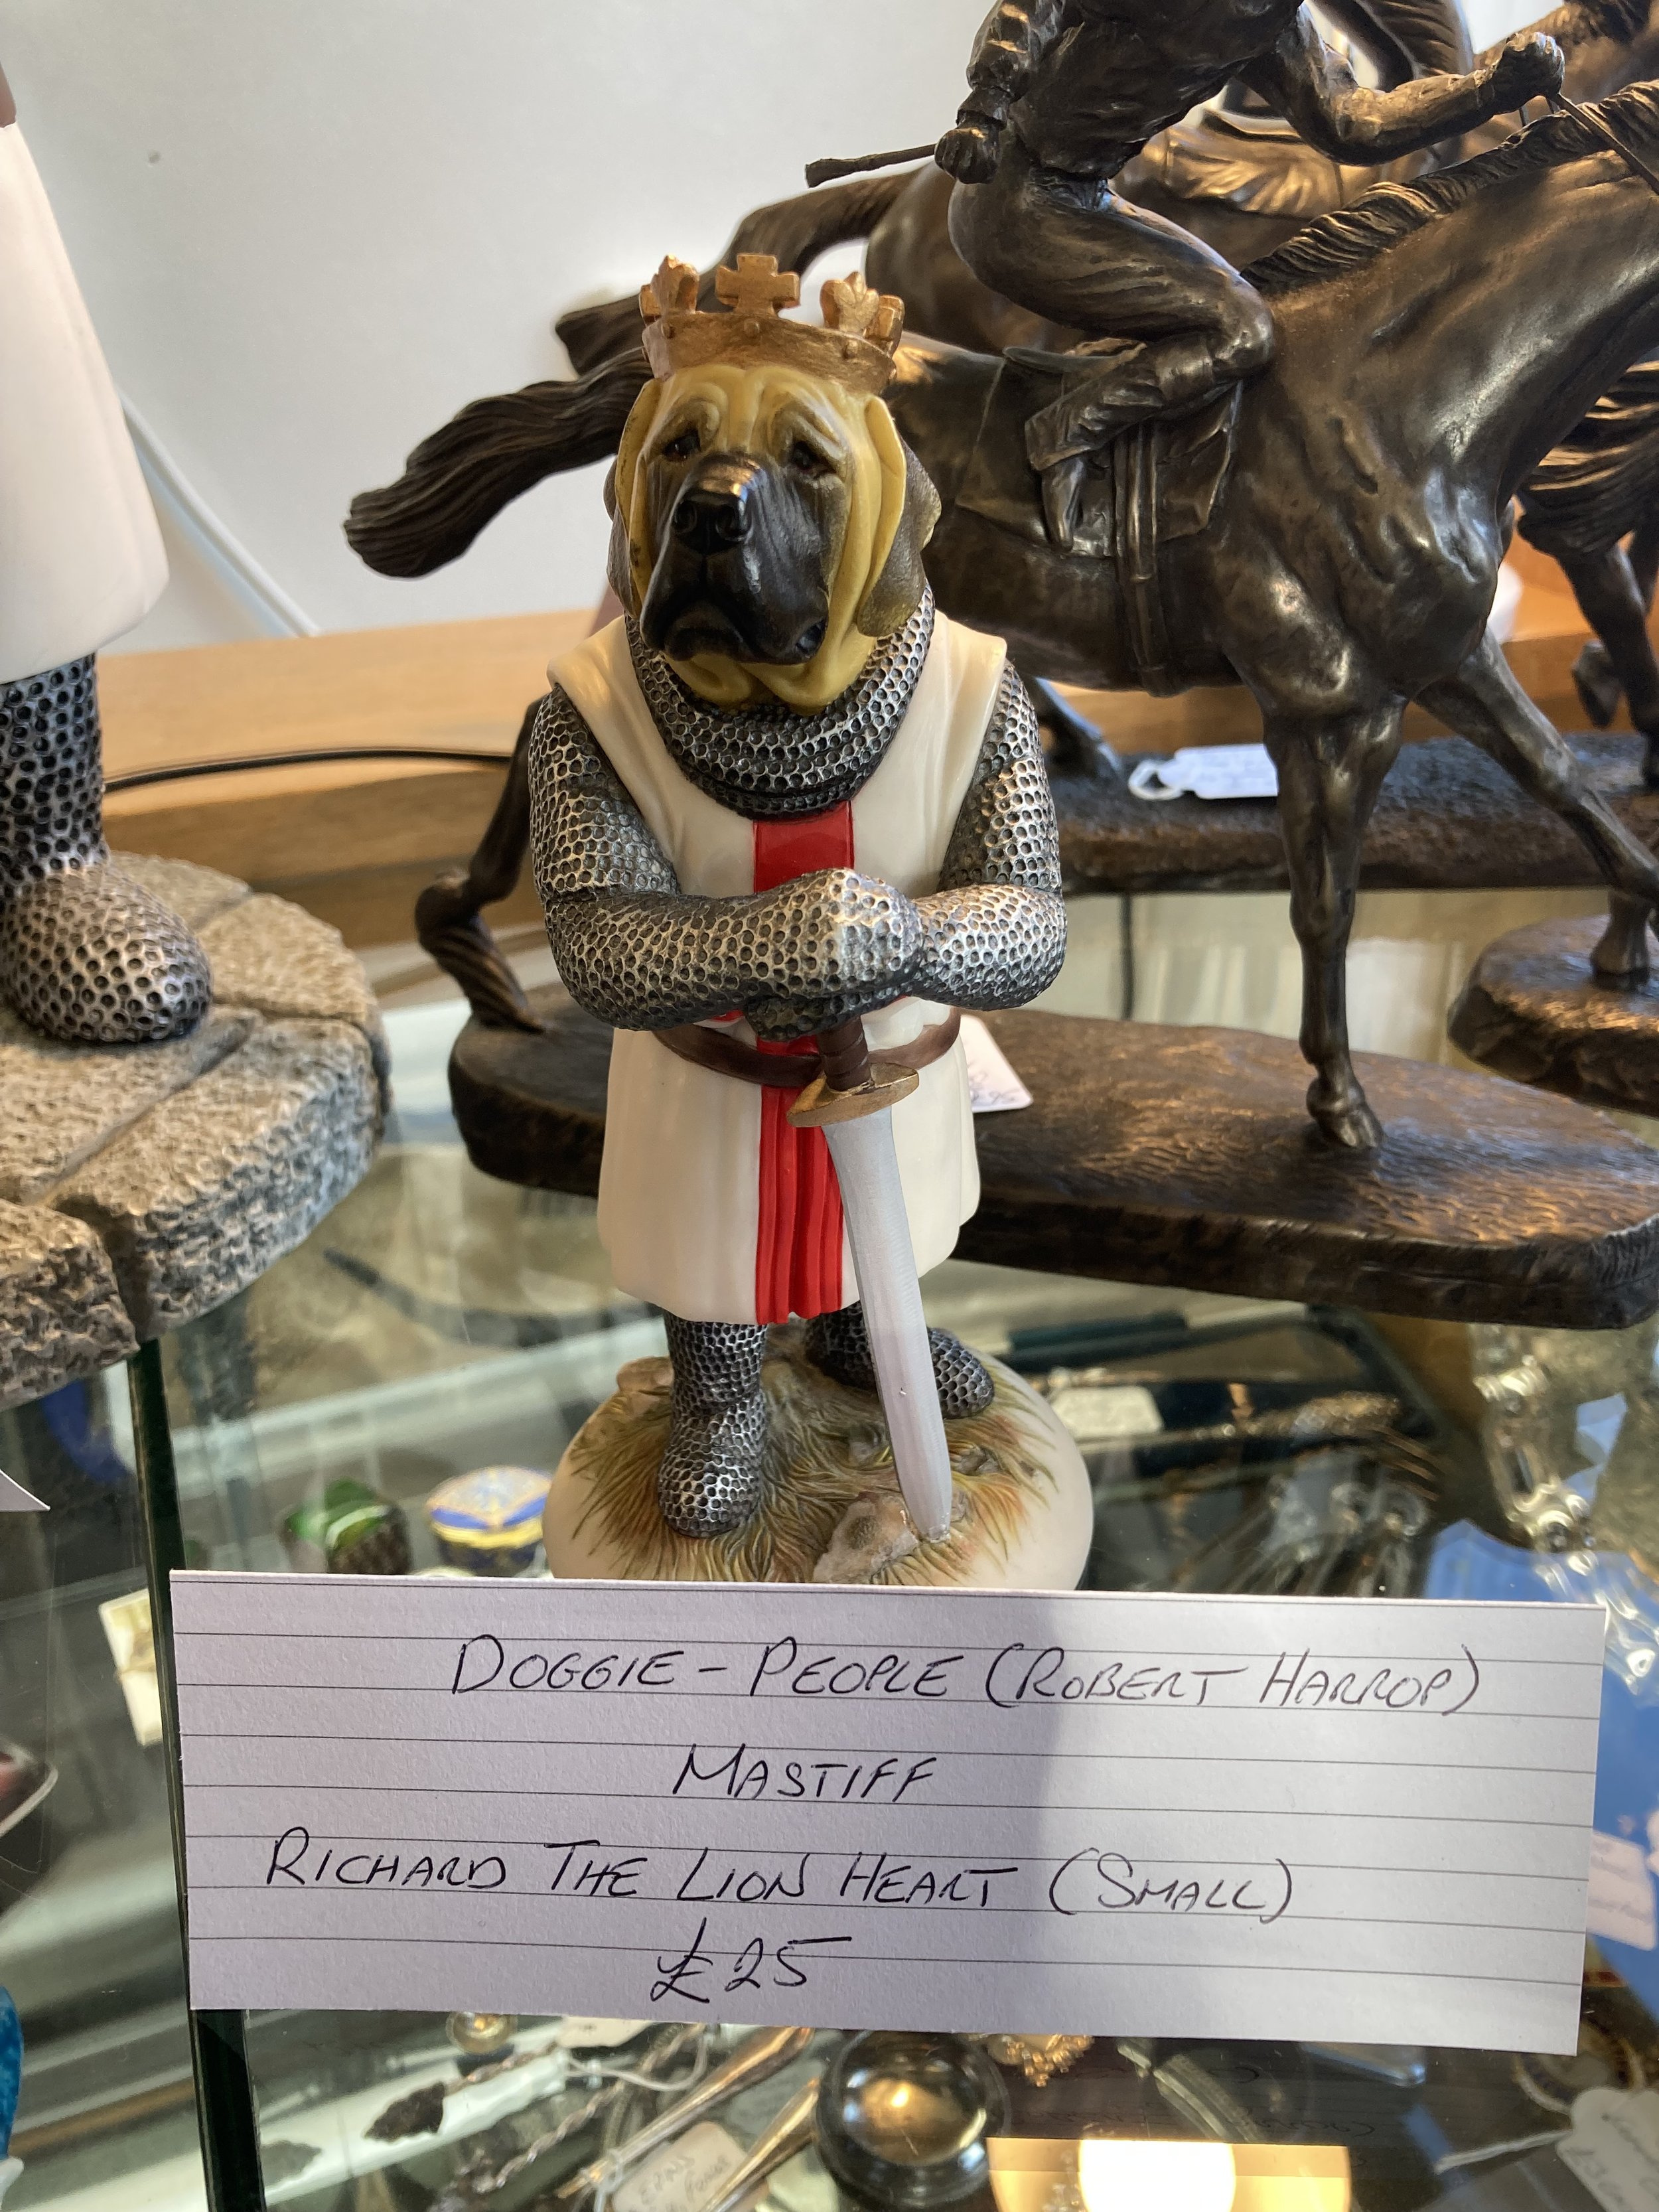 DOGGIE - PEOPLE (ROBERT HARROP)
MASTIFF
RICHARD THE LION HEART (SMALL)
£25